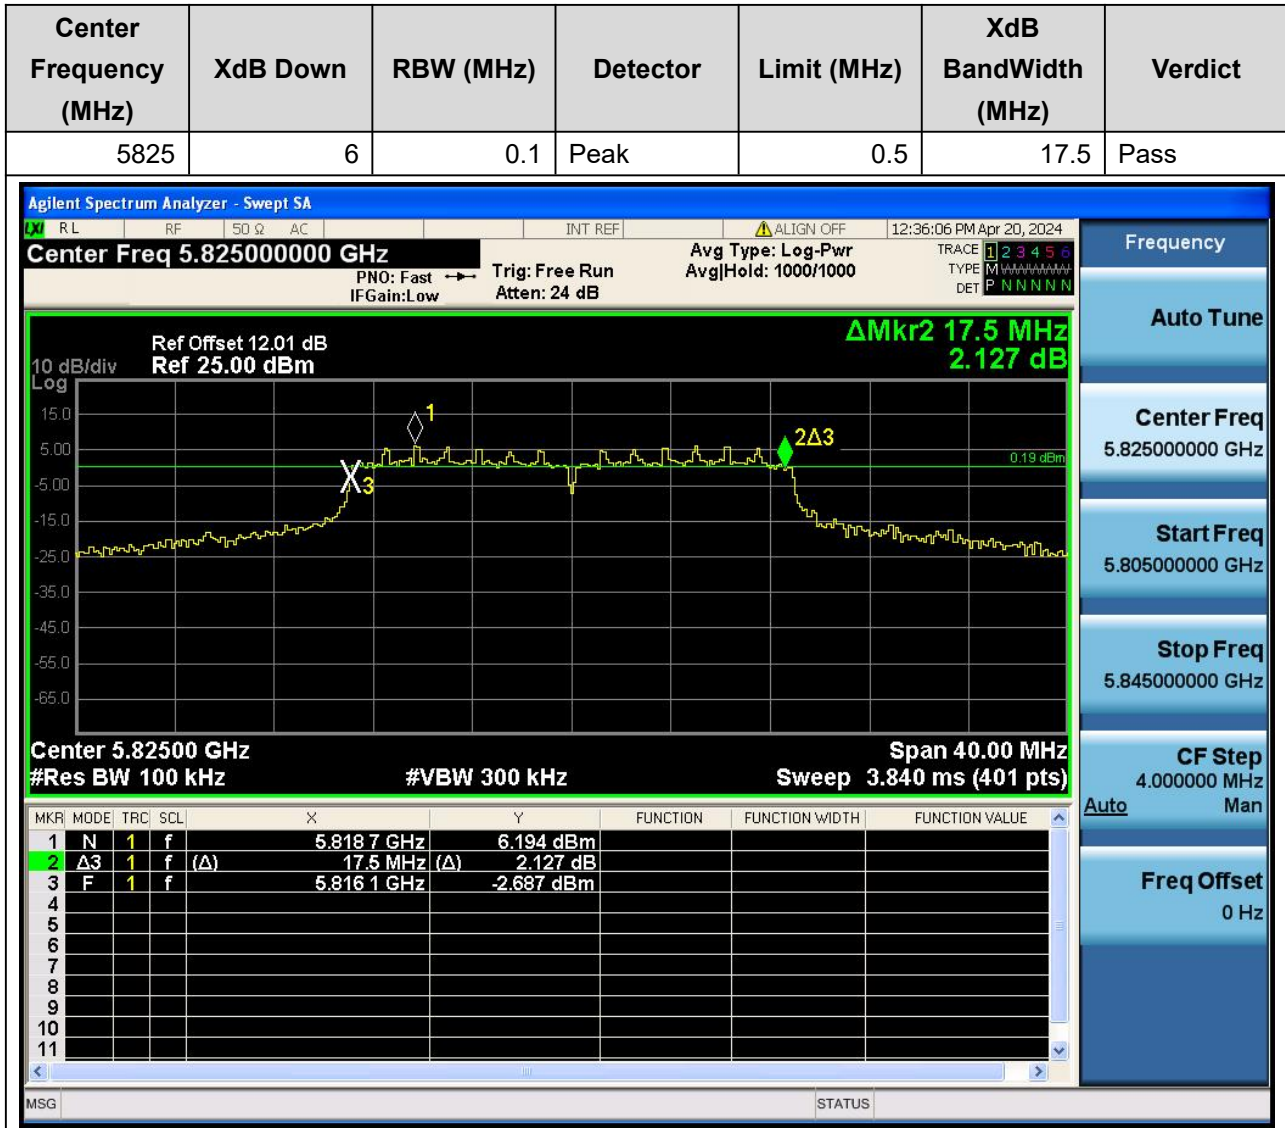 Center Frequency (MHz) XdB Down RBW (MHz) Detector Limit (MHz) XdB BandWidth (MHz) Verdict
5825 6 0.1 Peak 0.5 17.5 Pass
Agilent Spectrum Analyzer - Swept SA
LXI RL RF 50 Ω AC INT REF ALIGN OFF 12:36:06 PM Apr 20, 2024
Center Freq 5.825000000 GHz
PNO: Fast
IFGain:Low
Trig: Free Run
Atten: 24 dB
Avg Type: Log-Pwr
Avg|Hold: 1000/1000
TRACE 1 2 3 4 5 6
TYPE M
DET P N N N N N
ΔMkr2 17.5 MHz
2.127 dB
Ref Offset 12.01 dB
Ref 25.00 dBm
10 dB/div
Log
15.0
5.00
-5.00
-15.0
-25.0
-35.0
-45.0
-55.0
-65.0
1
2Δ3
3
0.19 dBm
Center 5.82500 GHz Span 40.00 MHz
#Res BW 100 kHz #VBW 300 kHz Sweep 3.840 ms (401 pts)
MKR MODE TRC SCL X Y FUNCTION FUNCTION WIDTH FUNCTION VALUE
1 N 1 f 5.818 7 GHz 6.194 dBm
2 Δ3 1 f (Δ) 17.5 MHz (Δ) 2.127 dB
3 F 1 f 5.816 1 GHz -2.687 dBm
4
5
6
7
8
9
10
11
MSG STATUS
Frequency
Auto Tune
Center Freq
5.825000000 GHz
Start Freq
5.805000000 GHz
Stop Freq
5.845000000 GHz
CF Step
4.000000 MHz
Auto Man
Freq Offset
0 Hz